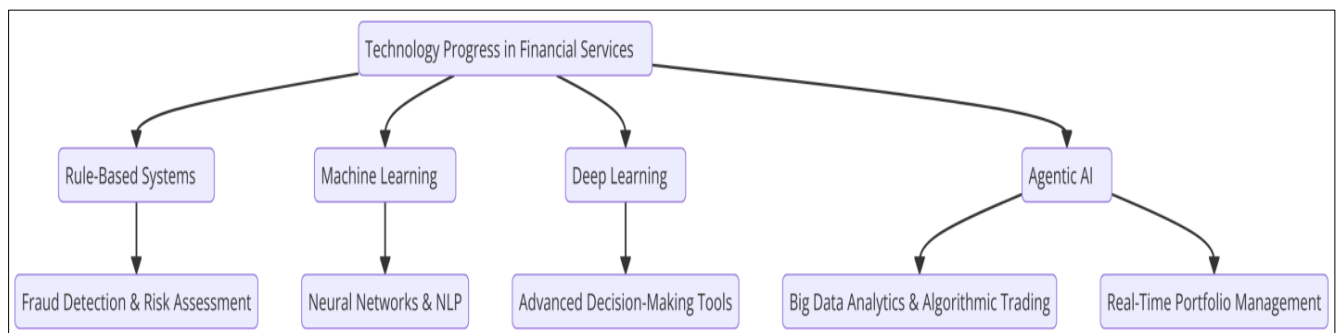 Technology Progress in Financial Services
Rule-Based Systems
Machine Learning
Deep Learning
Agentic AI
Fraud Detection & Risk Assessment
Neural Networks & NLP
Advanced Decision-Making Tools
Big Data Analytics & Algorithmic Trading
Real-Time Portfolio Management